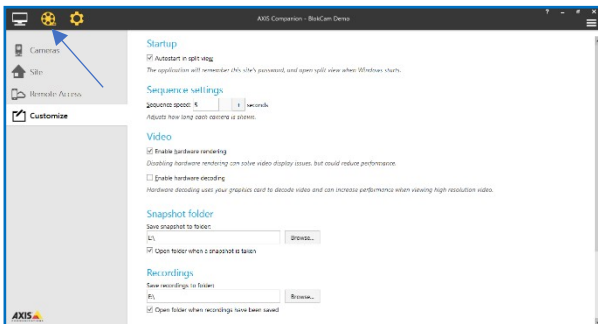 AXIS Companion - BlokCam Demo
Cameras
Site
Remote Access
Customize
Startup
Autostart in split view
The application will remember this site's password, and open split view when Windows starts.
Sequence settings
Sequence speed: 5 seconds
Adjusts how long each camera is shown.
Video
Enable hardware rendering
Disabling hardware rendering can solve video display issues, but could reduce performance.
Enable hardware decoding
Hardware decoding uses your graphics card to decode video and can increase performance when viewing high resolution video.
Snapshot folder
Save snapshot to folder:
E:\ Browse...
Open folder when a snapshot is taken
Recordings
Save recordings to folder:
E:\ Browse...
Open folder when recordings have been saved
AXIS